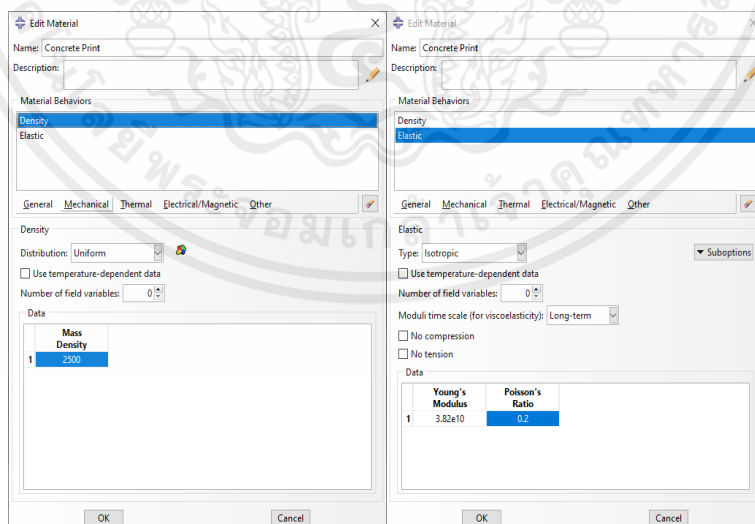 Edit Material
Name: Concrete Print
Description:
Material Behaviors
Density
Elastic
General Mechanical Thermal Electrical/Magnetic Other
Density
Distribution: Uniform
Use temperature-dependent data
Number of field variables: 0
Data
Mass
Density
1 2500
OK Cancel
Edit Material
Name: Concrete Print
Description:
Material Behaviors
Density
Elastic
General Mechanical Thermal Electrical/Magnetic Other
Elastic
Type: Isotropic
Suboptions
Use temperature-dependent data
Number of field variables: 0
Moduli time scale (for viscoelasticity): Long-term
No compression
No tension
Data
Young's Poisson's
Modulus Ratio
1 3.82e10 0.2
OK Cancel